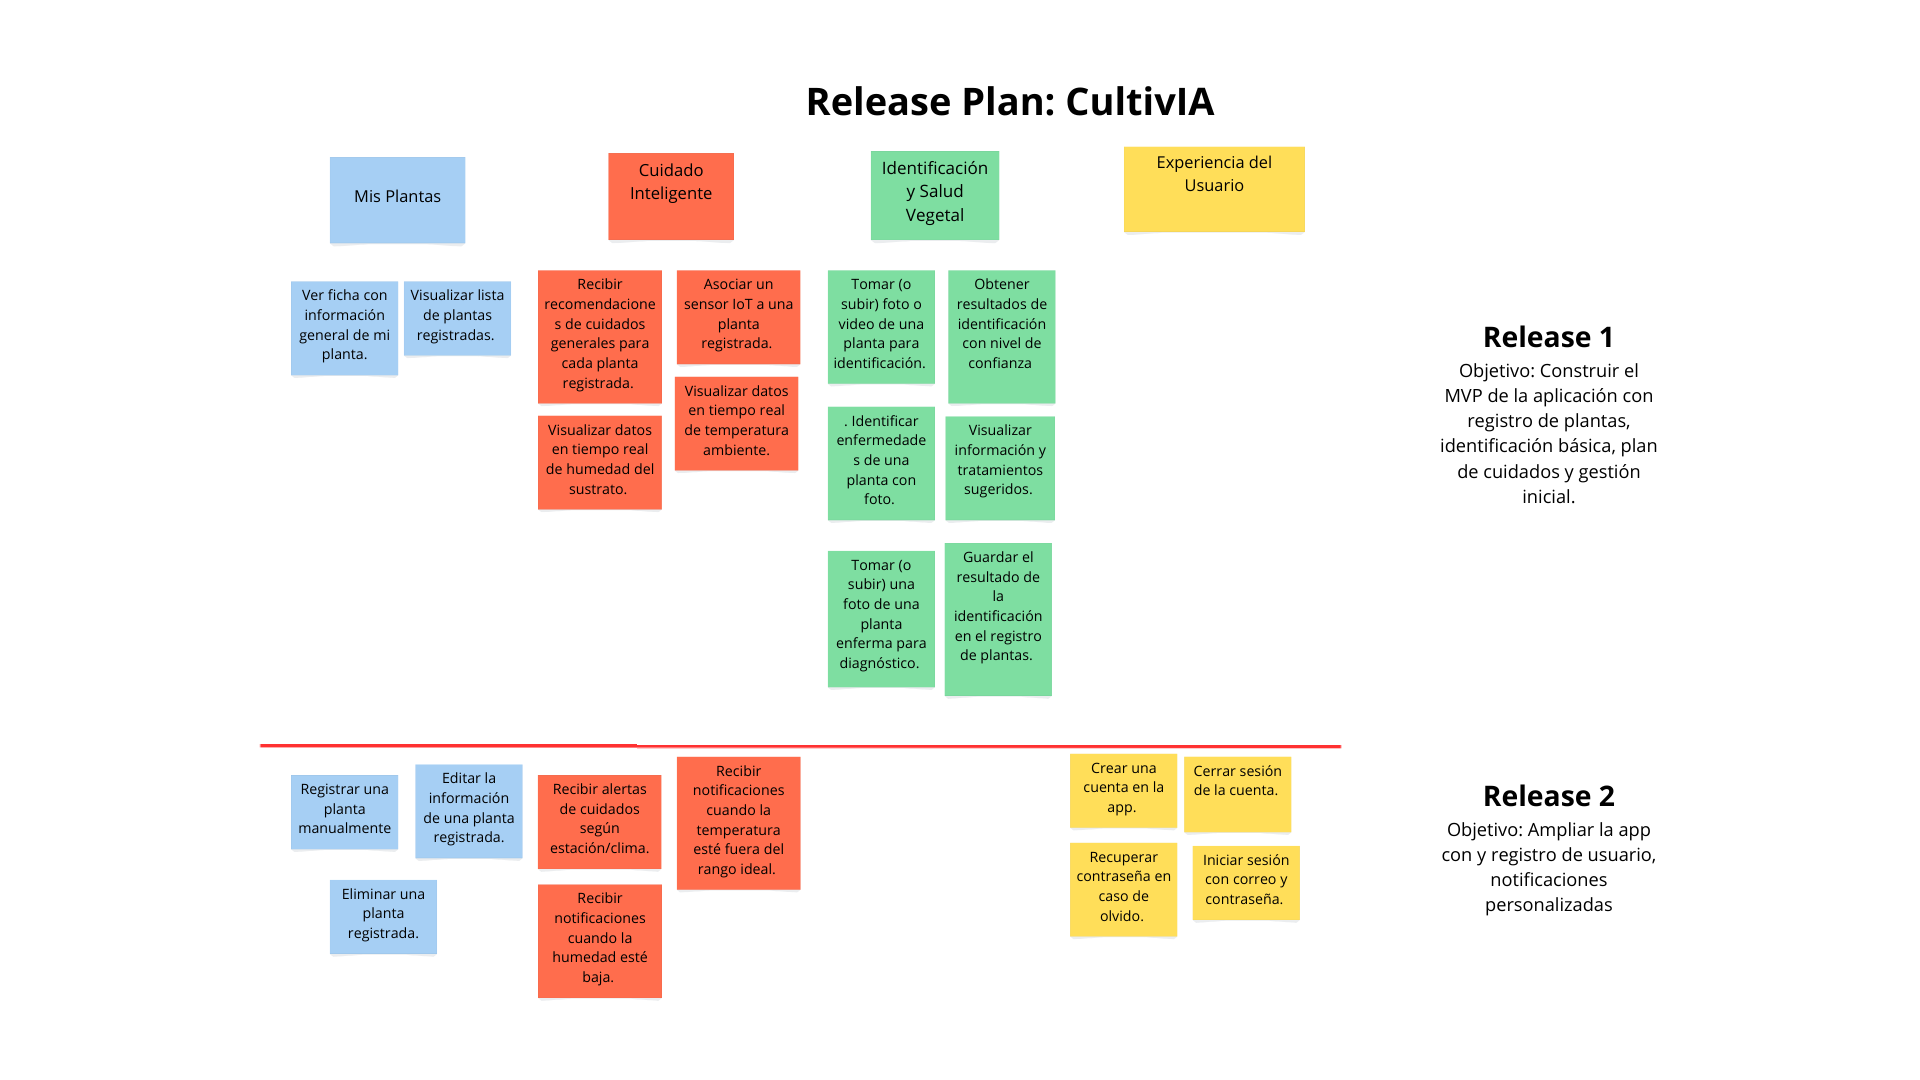 Release Plan: CultivIA
Mis Plantas
Cuidado
Inteligente
Identificación
y Salud
Vegetal
Experiencia del
Usuario
Ver ficha con
información
general de mi
planta.
Visualizar lista
de plantas
registradas.
Recibir
recomendacione
s de cuidados
generales para
cada planta
registrada.
Asociar un
sensor IoT a una
planta
registrada.
Visualizar datos
en tiempo real
de humedad del
sustrato.
Visualizar datos
en tiempo real
de temperatura
ambiente.
Tomar (o
subir) foto o
video de una
planta para
identificación.
Obtener
resultados de
identificación
con nivel de
confianza
. Identificar
enfermedade
s de una
planta con
foto.
Visualizar
información y
tratamientos
sugeridos.
Tomar (o
subir) una
foto de una
planta
enferma para
diagnóstico.
Guardar el
resultado de
la
identificación
en el registro
de plantas.
Release 1
Objetivo: Construir el
MVP de la aplicación con
registro de plantas,
identificación básica, plan
de cuidados y gestión
inicial.
Registrar una
planta
manualmente
Editar la
información
de una planta
registrada.
Eliminar una
planta
registrada.
Recibir alertas
de cuidados
según
estación/clima.
Recibir
notificaciones
cuando la
temperatura
esté fuera del
rango ideal.
Recibir
notificaciones
cuando la
humedad esté
baja.
Crear una
cuenta en la
app.
Cerrar sesión
de la cuenta.
Recuperar
contraseña en
caso de
olvido.
Iniciar sesión
con correo y
contraseña.
Release 2
Objetivo: Ampliar la app
con y registro de usuario,
notificaciones
personalizadas